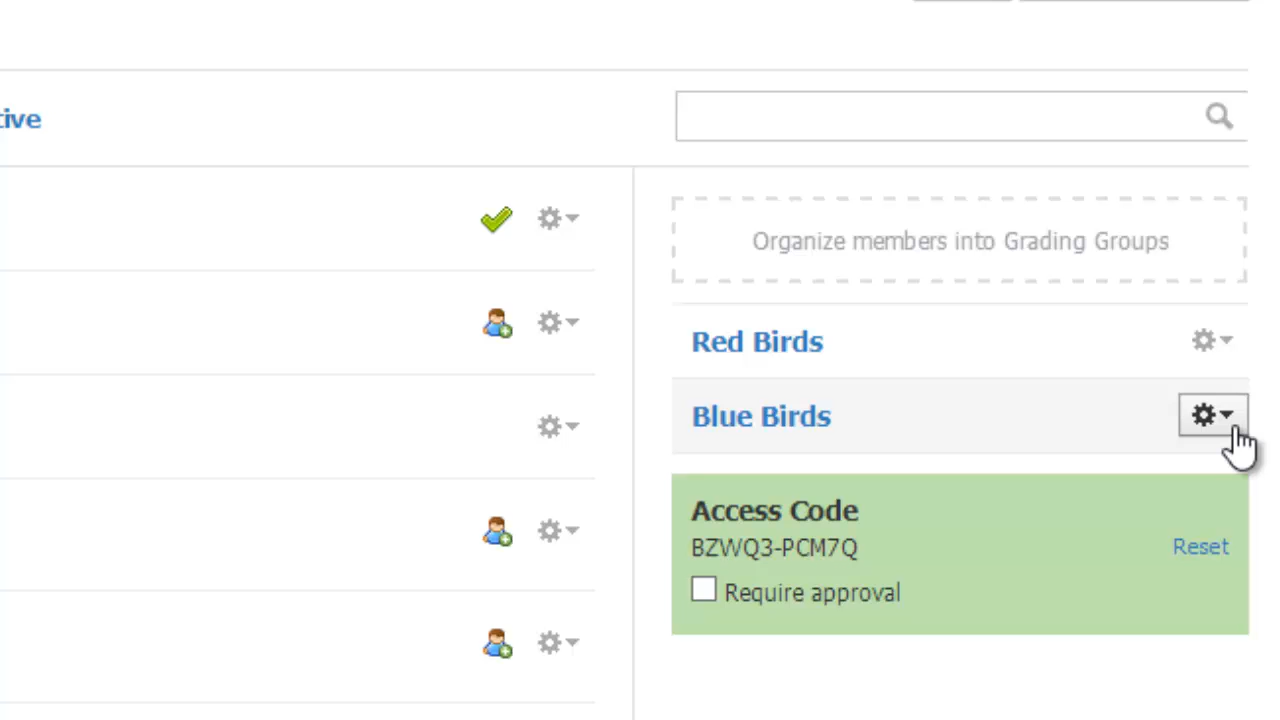 tive
Organize members into Grading Groups
Red Birds
Blue Birds
Access Code
BZWQ3-PCM7Q
Reset
Require approval